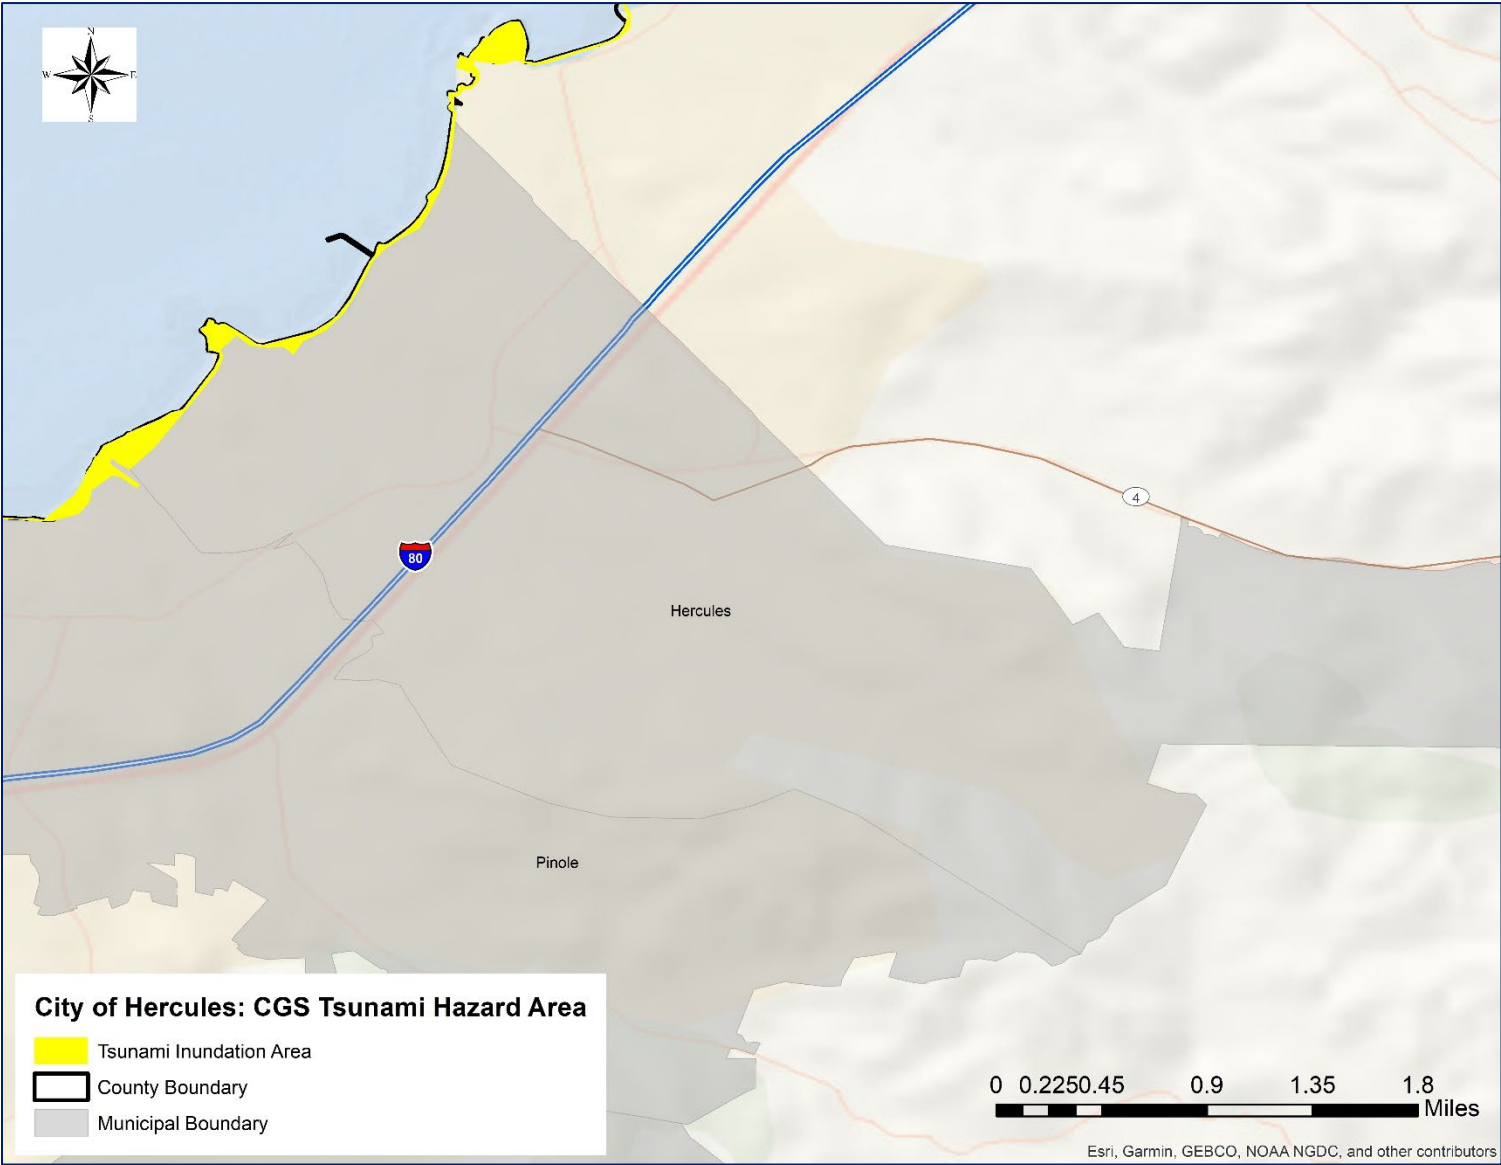 N
W E
S
4
80
Hercules
Pinole
City of Hercules: CGS Tsunami Hazard Area
Tsunami Inundation Area
County Boundary
Municipal Boundary
0 0.2250.45 0.9 1.35 1.8
Miles
Esri, Garmin, GEBCO, NOAA NGDC, and other contributors